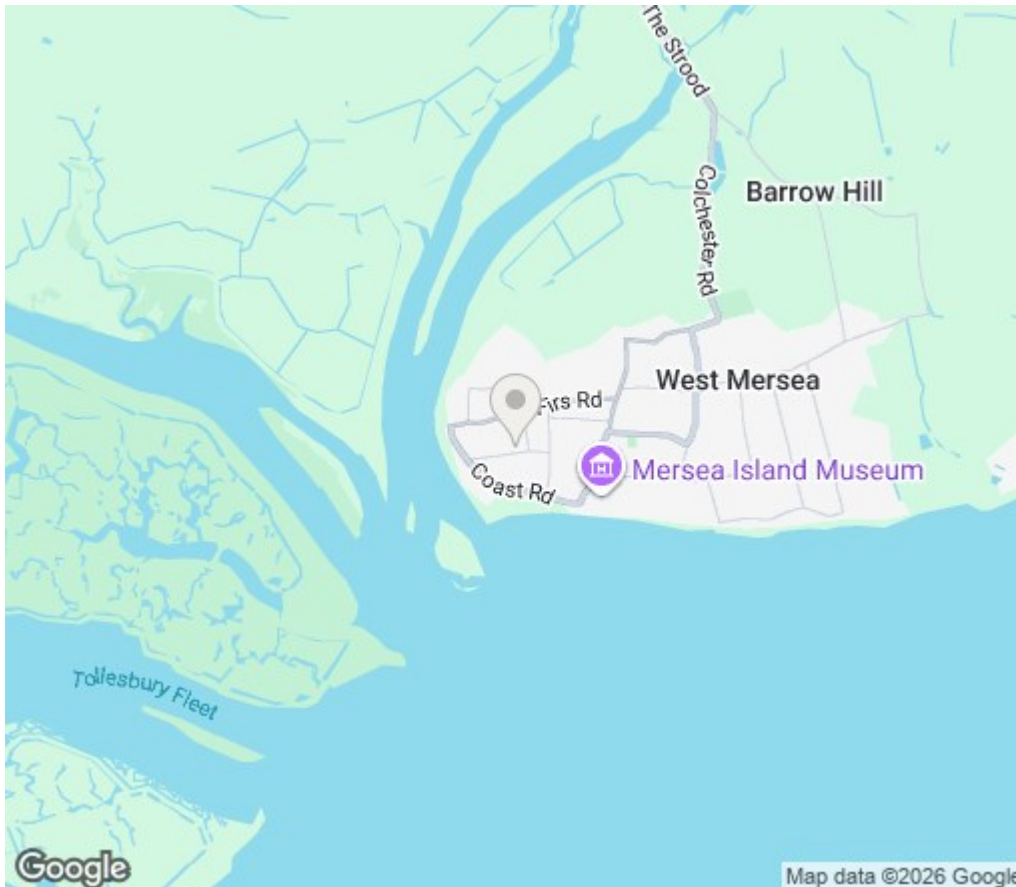 The Strood
Colchester Rd
Barrow Hill
West Mersea
Firs Rd
Mersea Island Museum
Coast Rd
Tollesbury Fleet
Google
Map data ©2026 Google